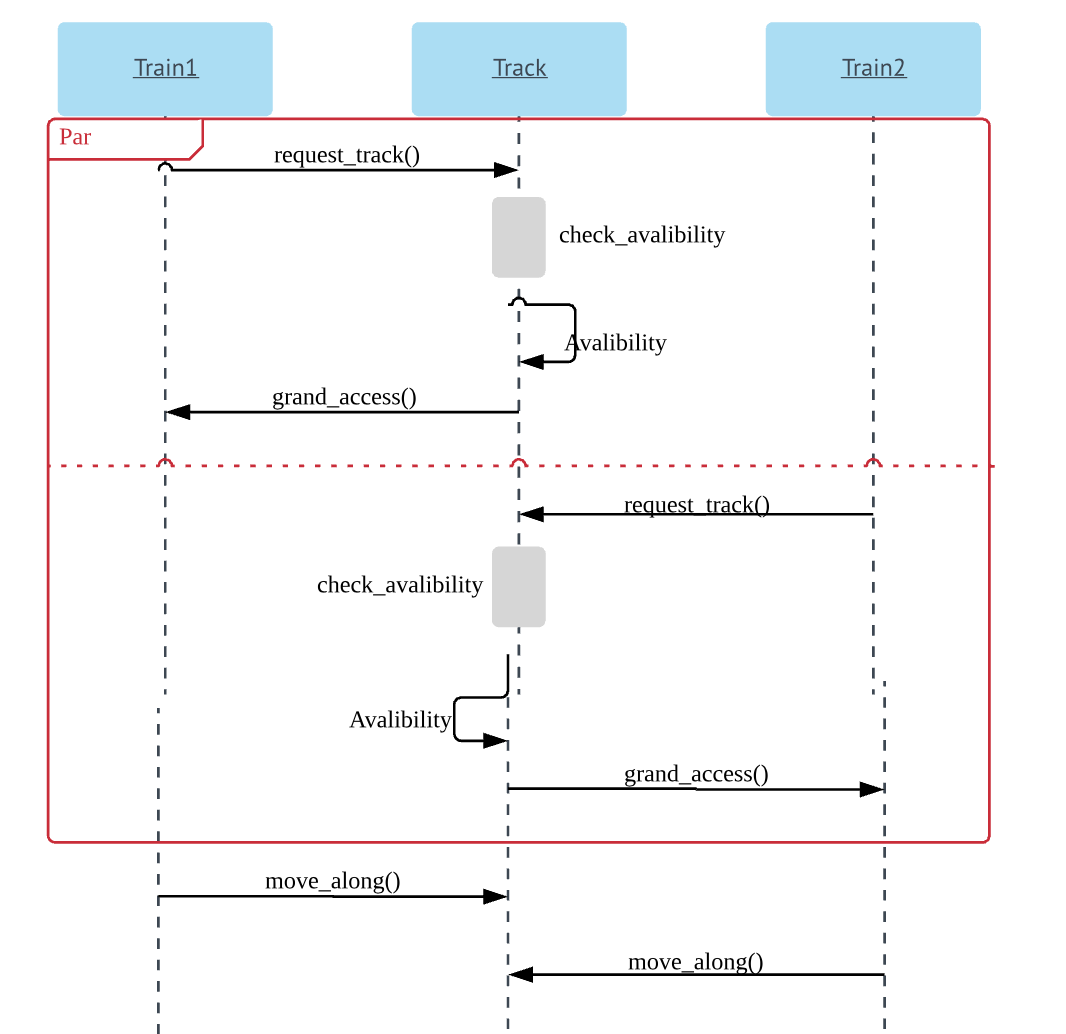 Train1
Track
Train2
Par
request_track()
check_avalibility
Avalibility
grand_access()
request_track()
check_avalibility
Avalibility
grand_access()
move_along()
move_along()